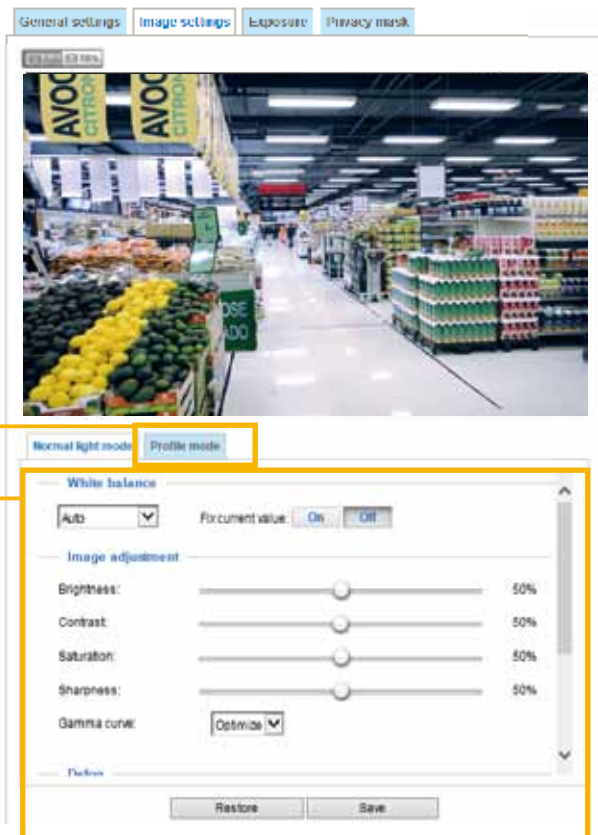 General settings Image settings Exposure Privacy mask
AVOC
CITRON
AVOC
CITRON
OSE
ADO
Normal light mode Profile mode
White balance
Auto For current value: On Off
Image adjustment
Brightness: 50%
Contrast: 50%
Saturation: 50%
Sharpness: 50%
Gamma curve: Optimize
Defog
Restore Save